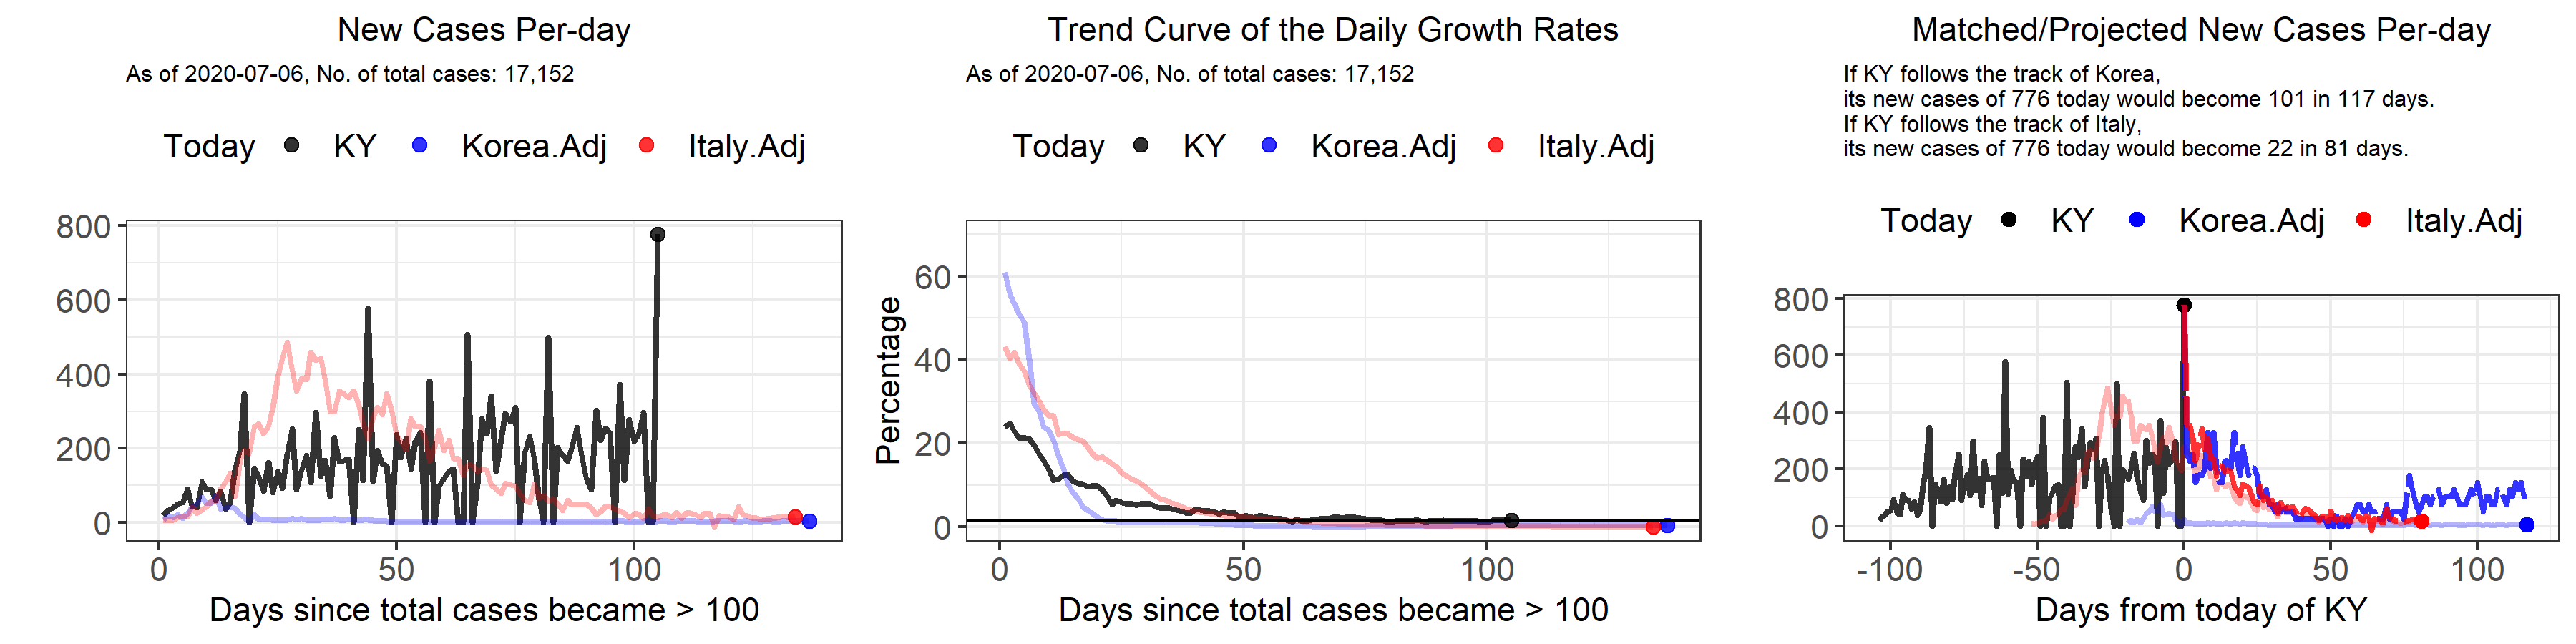 New Cases Per-day
As of 2020-07-06, No. of total cases: 17,152
Today KY Korea.Adj Italy.Adj
800
600
400
200
0
0 50 100
Days since total cases became > 100
Trend Curve of the Daily Growth Rates
As of 2020-07-06, No. of total cases: 17,152
Today KY Korea.Adj Italy.Adj
Percentage
60
40
20
0
0 50 100
Days since total cases became > 100
Matched/Projected New Cases Per-day
If KY follows the track of Korea,
its new cases of 776 today would become 101 in 117 days.
If KY follows the track of Italy,
its new cases of 776 today would become 22 in 81 days.
Today KY Korea.Adj Italy.Adj
800
600
400
200
0
-100 -50 0 50 100
Days from today of KY